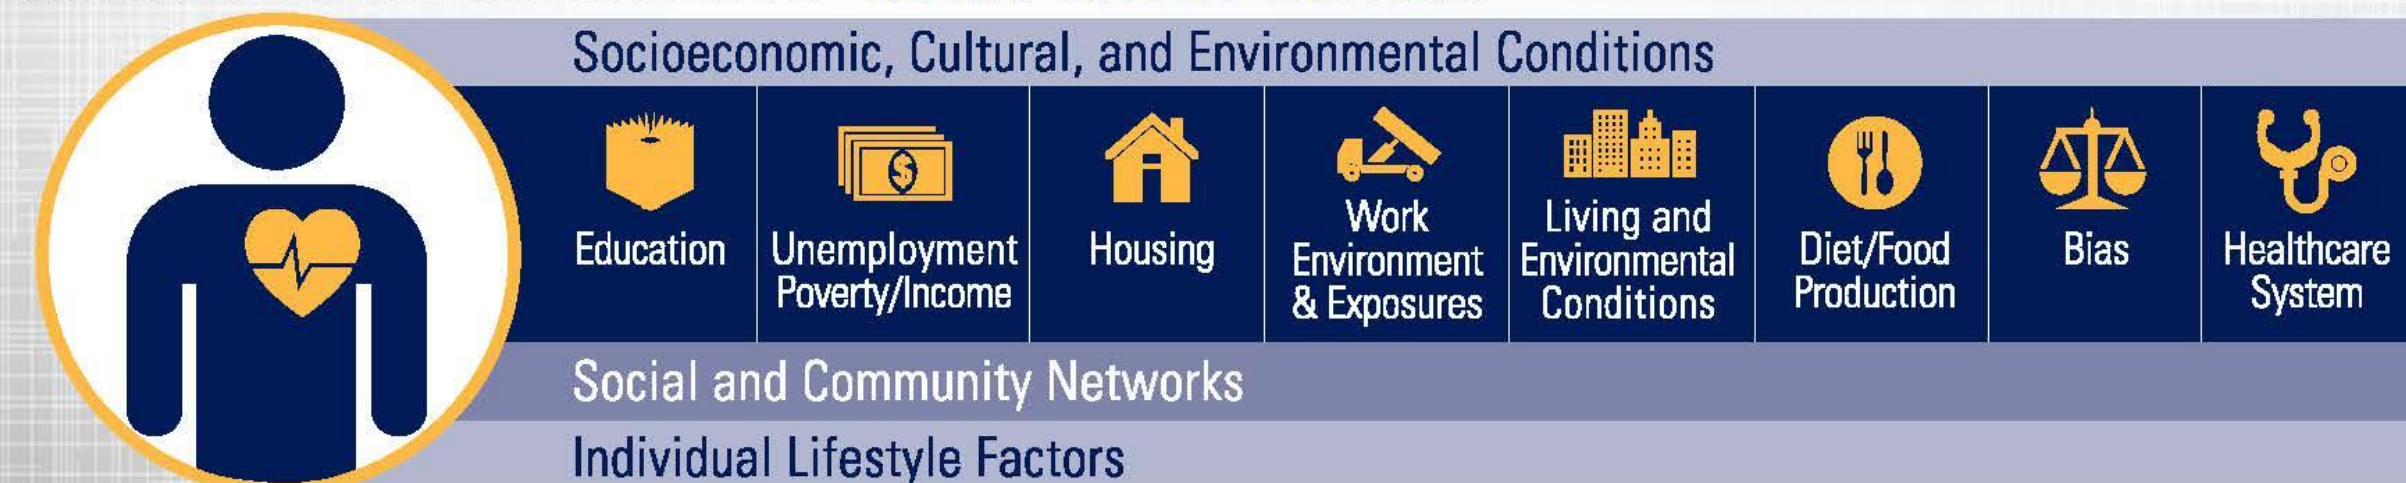 Socioeconomic, Cultural, and Environmental Conditions
Education
Unemployment
Poverty/Income
Housing
Work
Environment
& Exposures
Living and
Environmental
Conditions
Diet/Food
Production
Bias
Healthcare
System
Social and Community Networks
Individual Lifestyle Factors